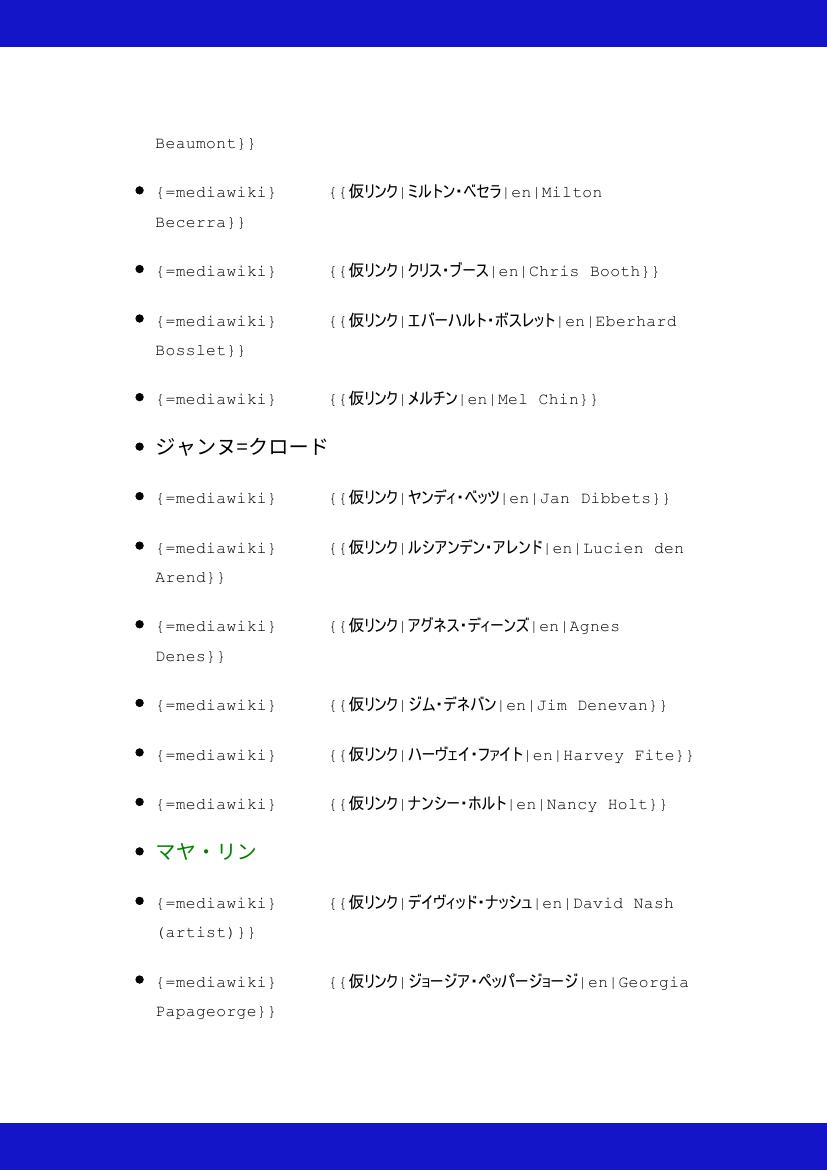 Beaumont}}
● {=mediawiki} {{仮リンク|ミルトン・ベセラ|en|Milton
Becerra}}
● {=mediawiki} {{仮リンク|クリス・ブース|en|Chris Booth}}
● {=mediawiki} {{仮リンク|エバーハルト・ボスレット|en|Eberhard
Bosslet}}
● {=mediawiki} {{仮リンク|メルチン|en|Mel Chin}}
● ジャンヌ=クロード
● {=mediawiki} {{仮リンク|ヤンディ・ベッツ|en|Jan Dibbets}}
● {=mediawiki} {{仮リンク|ルシアンデン・アレンド|en|Lucien den
Arend}}
● {=mediawiki} {{仮リンク|アグネス・ディーンズ|en|Agnes
Denes}}
● {=mediawiki} {{仮リンク|ジム・デネバン|en|Jim Denevan}}
● {=mediawiki} {{仮リンク|ハーヴェイ・ファイト|en|Harvey Fite}}
● {=mediawiki} {{仮リンク|ナンシー・ホルト|en|Nancy Holt}}
● マヤ・リン
● {=mediawiki} {{仮リンク|デイヴィッド・ナッシュ|en|David Nash
(artist)}}
● {=mediawiki} {{仮リンク|ジョージア・ペッパージョージ|en|Georgia
Papageorge}}